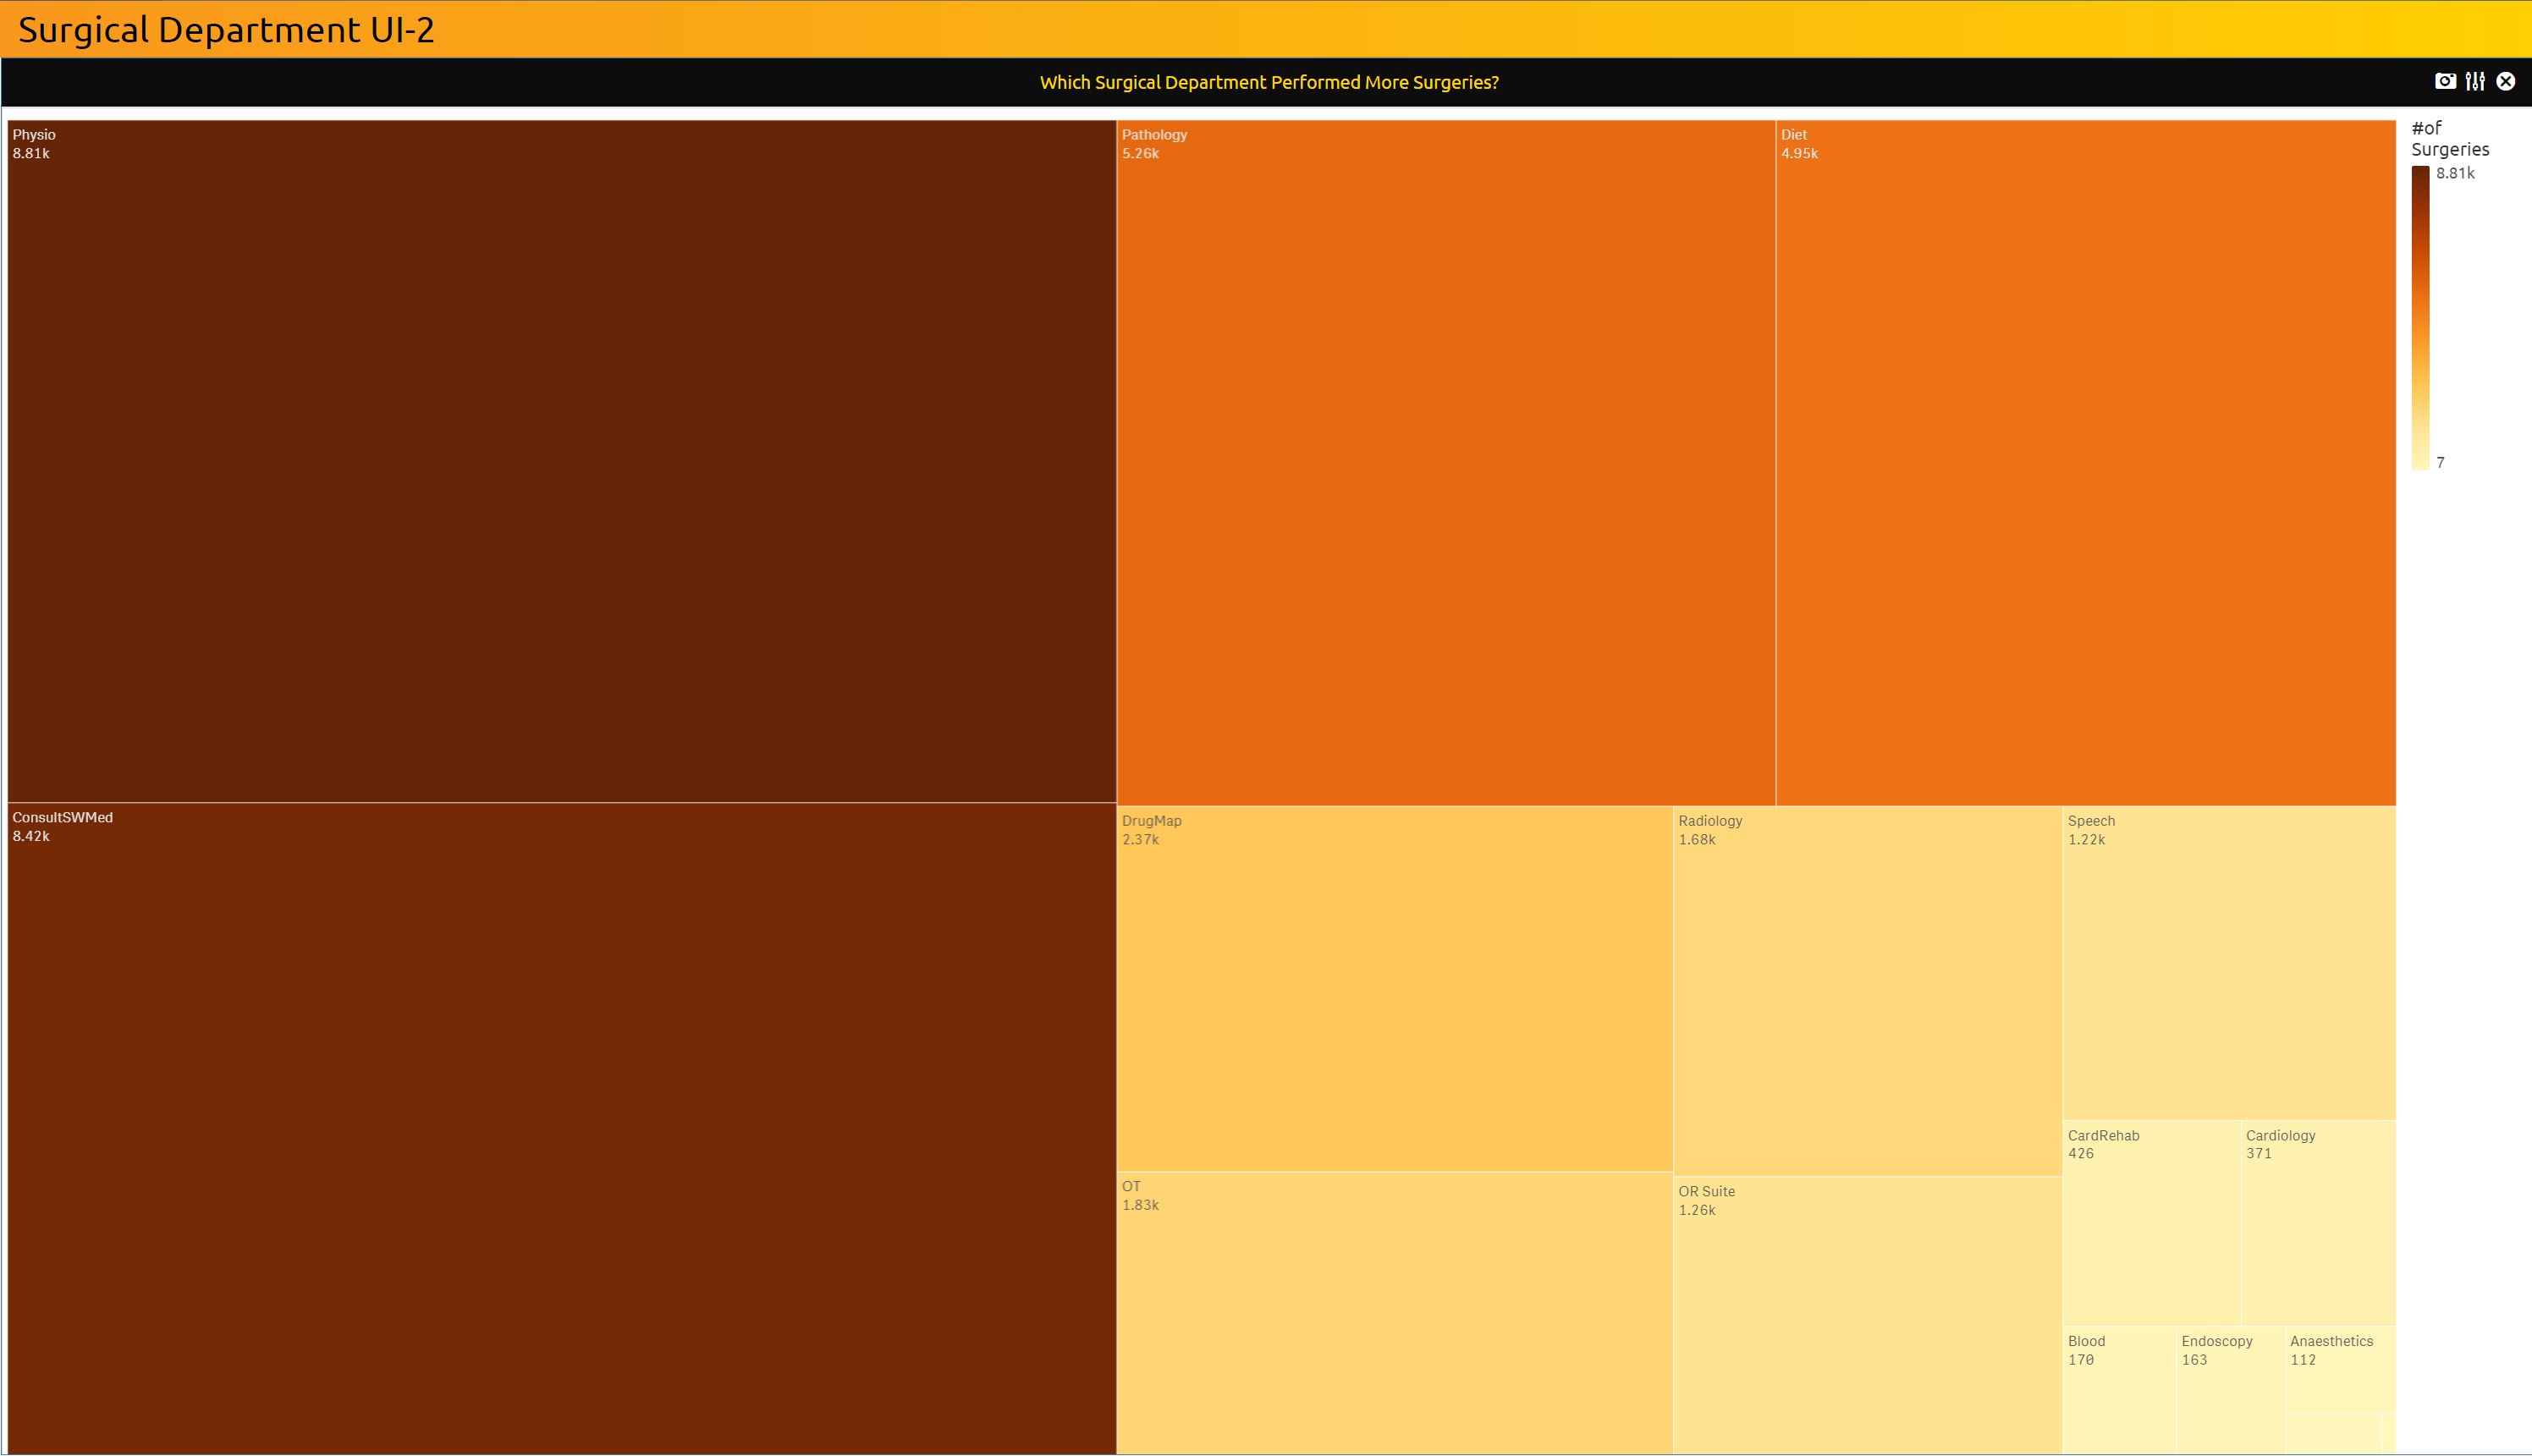 Surgical Department UI-2
Which Surgical Department Performed More Surgeries?
Physio
8.81k
Pathology
5.26k
Diet
4.95k
#of
Surgeries
8.81k
7
ConsultSWMed
8.42k
DrugMap
2.37k
Radiology
1.68k
Speech
1.22k
CardRehab
426
Cardiology
371
OT
1.83k
OR Suite
1.26k
Blood
170
Endoscopy
163
Anaesthetics
112